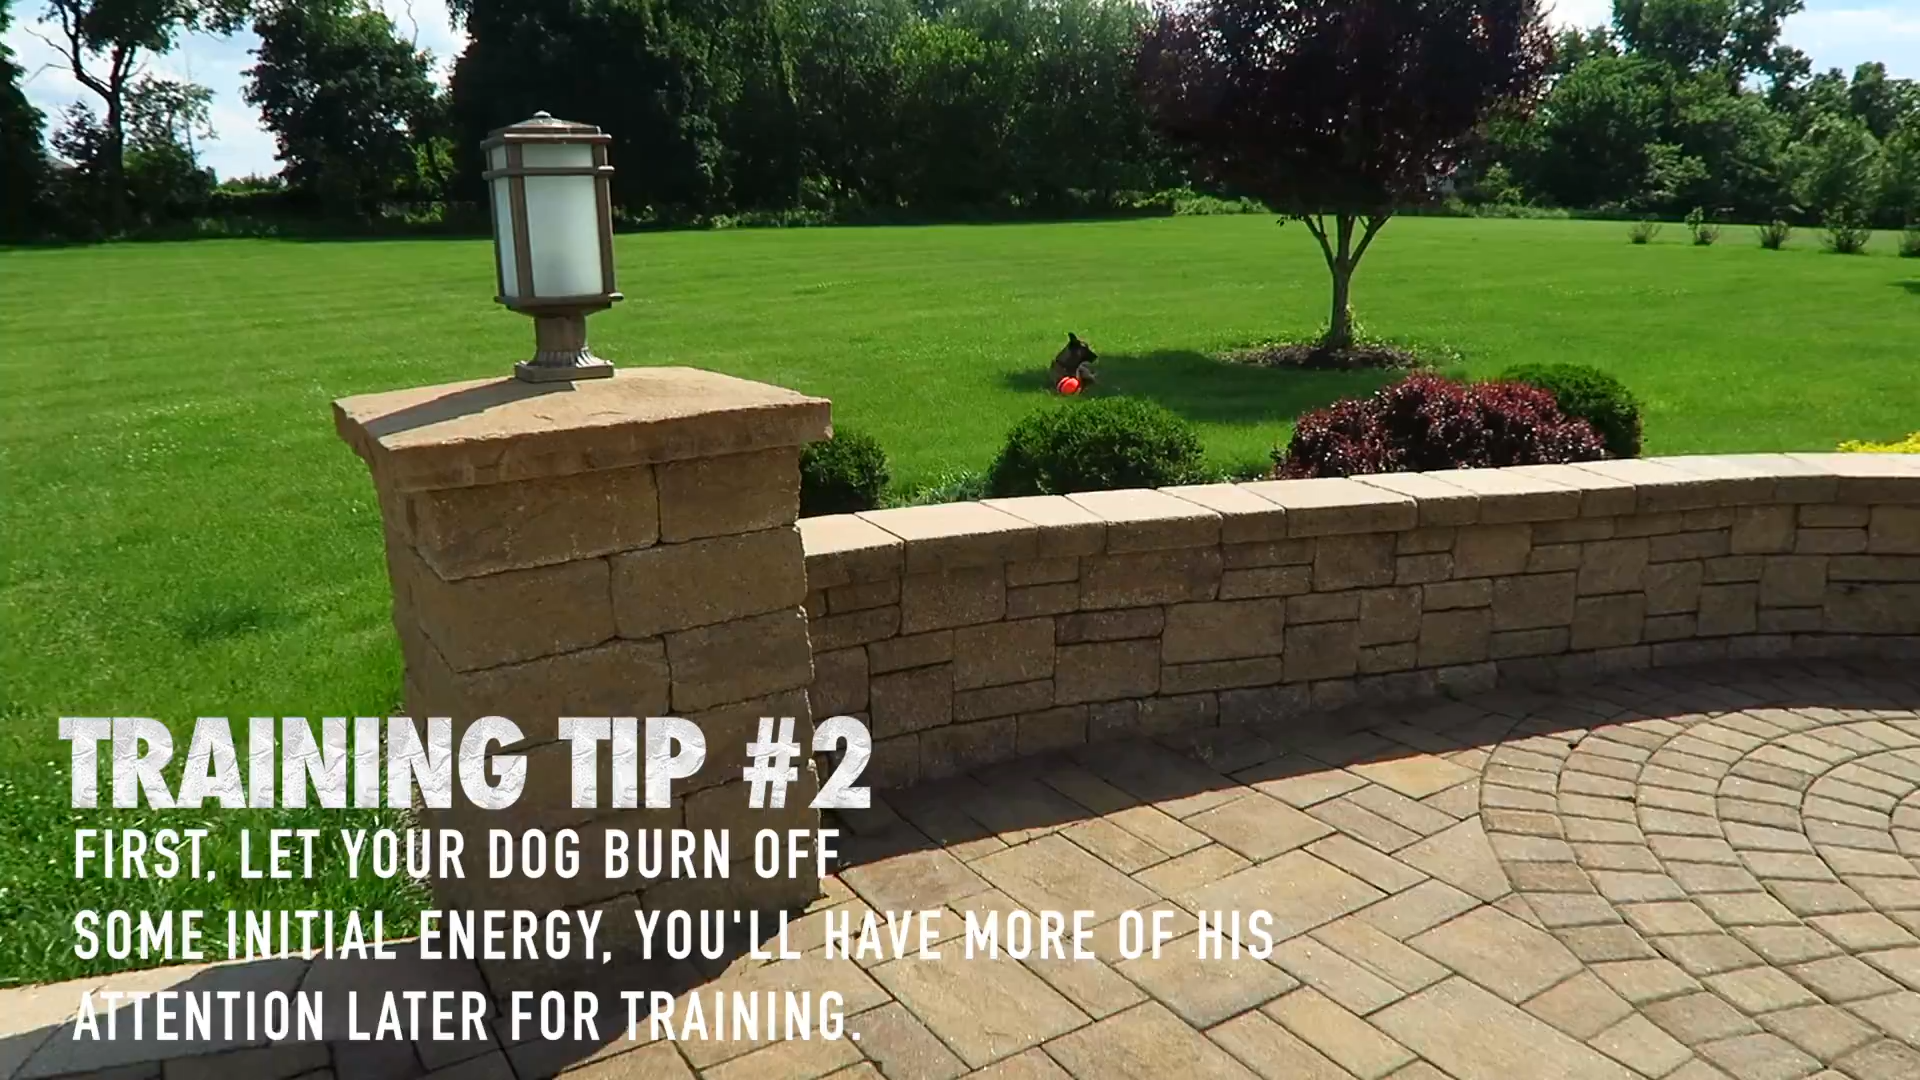 TRAINING TIP #2
FIRST, LET YOUR DOG BURN OFF
SOME INITIAL ENERGY, YOU'LL HAVE MORE OF HIS
ATTENTION LATER FOR TRAINING.